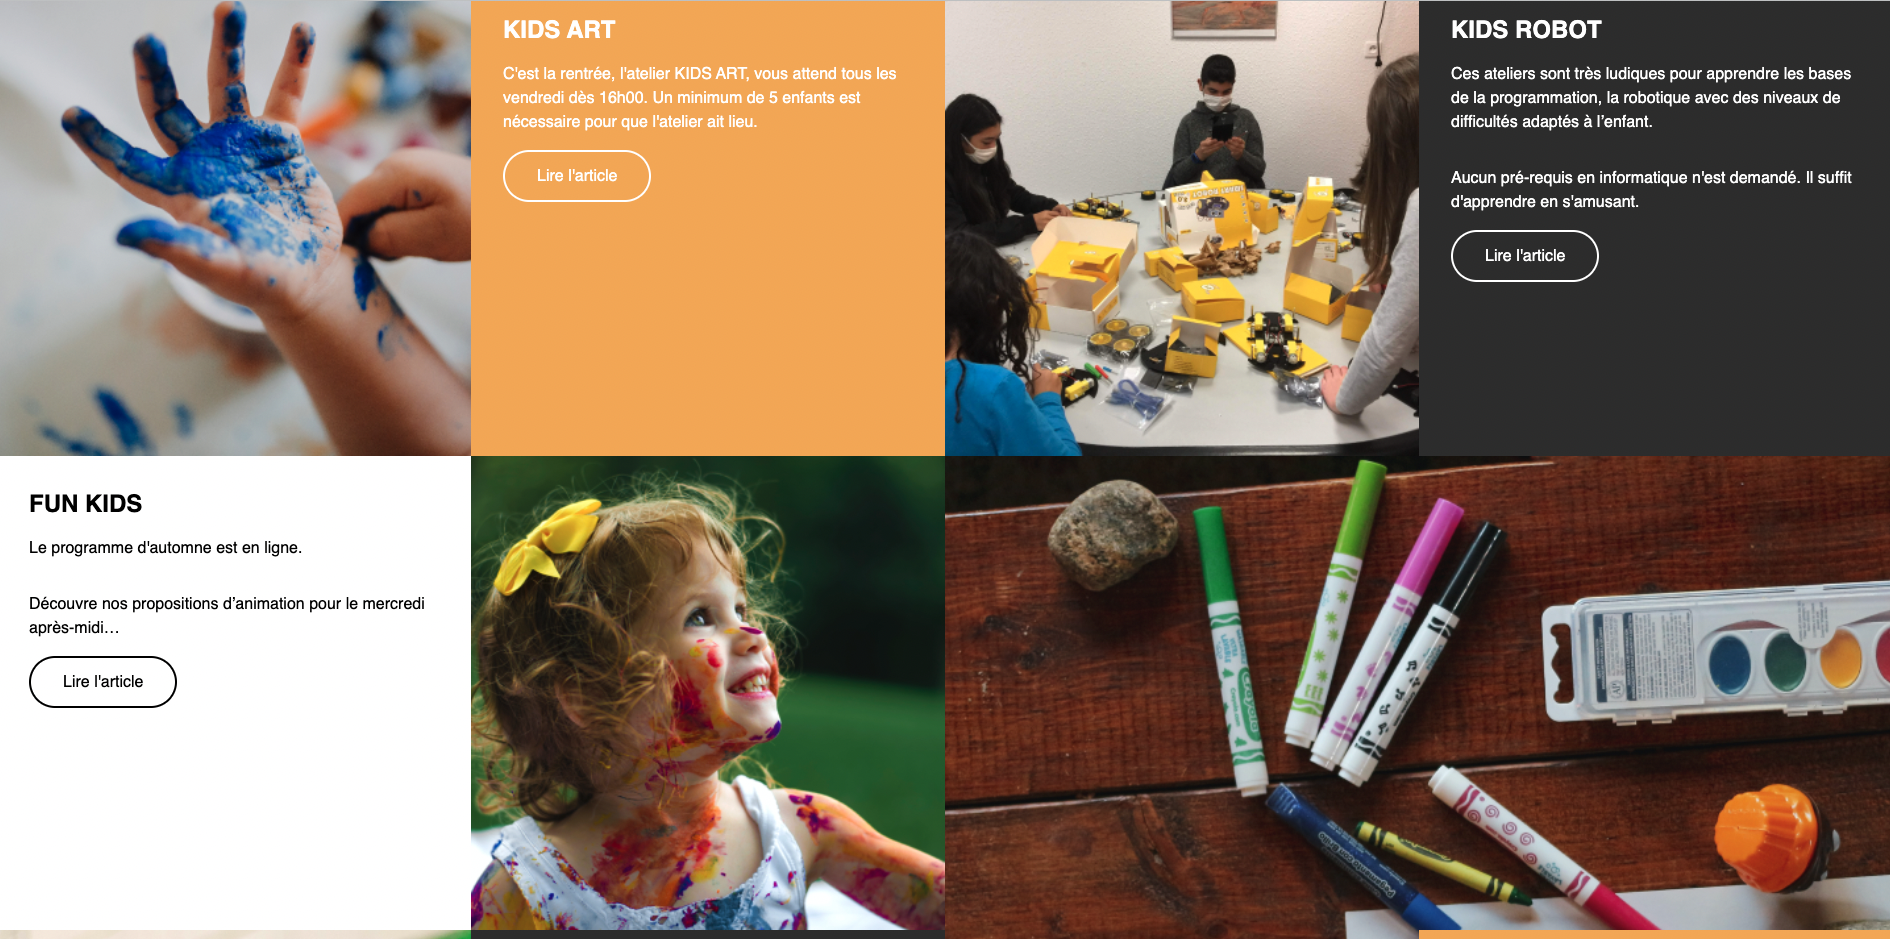 KIDS ART
C'est la rentrée, l'atelier KIDS ART, vous attend tous les
vendredi dès 16h00. Un minimum de 5 enfants est
nécessaire pour que l’atelier ait lieu.
Lire l'article
KIDS ROBOT
Ces ateliers sont très ludiques pour apprendre les bases
de la programmation, la robotique avec des niveaux de
difficultés adaptés à l’enfant.
Aucun pré-requis en informatique n'est demandé. Il suffit
d'apprendre en s'amusant.
Lire l'article
FUN KIDS
Le programme d'automne est en ligne.
Découvre nos propositions d’animation pour le mercredi
après-midi…
Lire l'article
Crayola